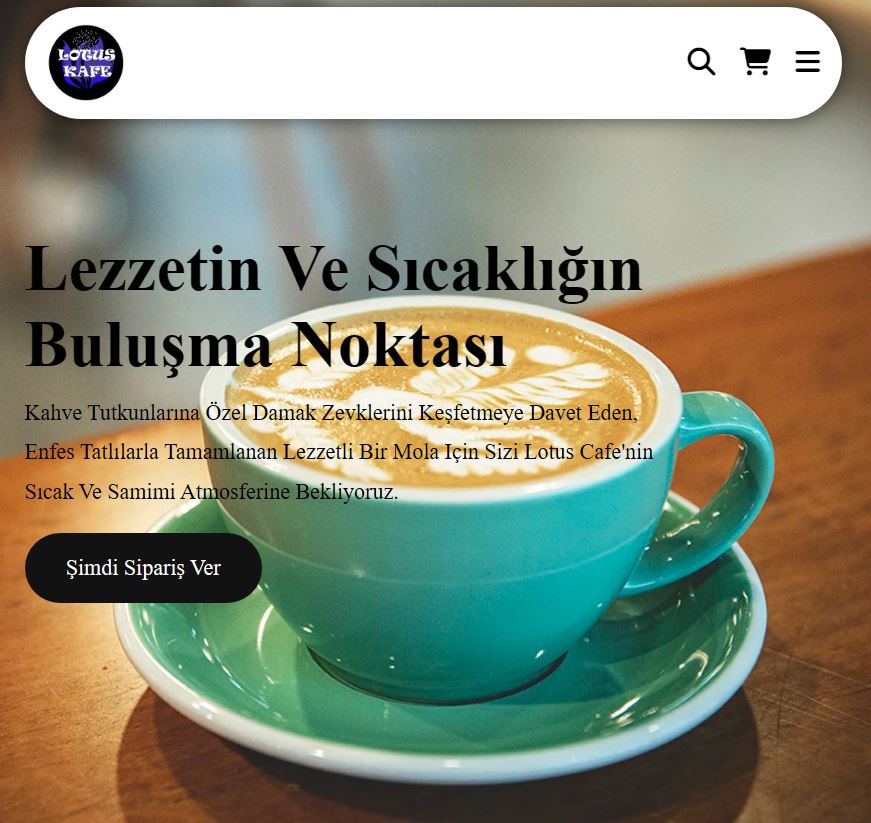 LOTUS
KAFE
Lezzetin Ve Sıcaklığın
Buluşma Noktası
Kahve Tutkunlarına Özel Damak Zevklerini Keşfetmeye Davet Eden,
Enfes Tatlılarla Tamamlanan Lezzetli Bir Mola Için Sizi Lotus Cafe'nin
Sıcak Ve Samimi Atmosferine Bekliyoruz.
Şimdi Sipariş Ver